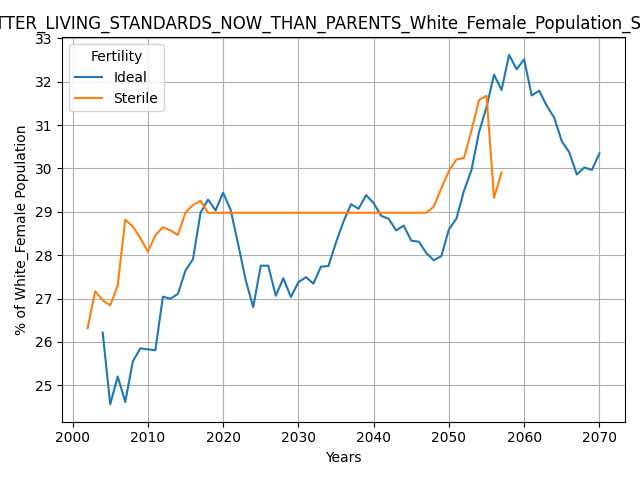 TTER_LIVING_STANDARDS_NOW_THAN_PARENTS_White_Female_Population_S
33
32
31
30
29
28
27
26
25
% of White_Female Population
Fertility
Ideal
Sterile
2000 2010 2020 2030 2040 2050 2060 2070
Years